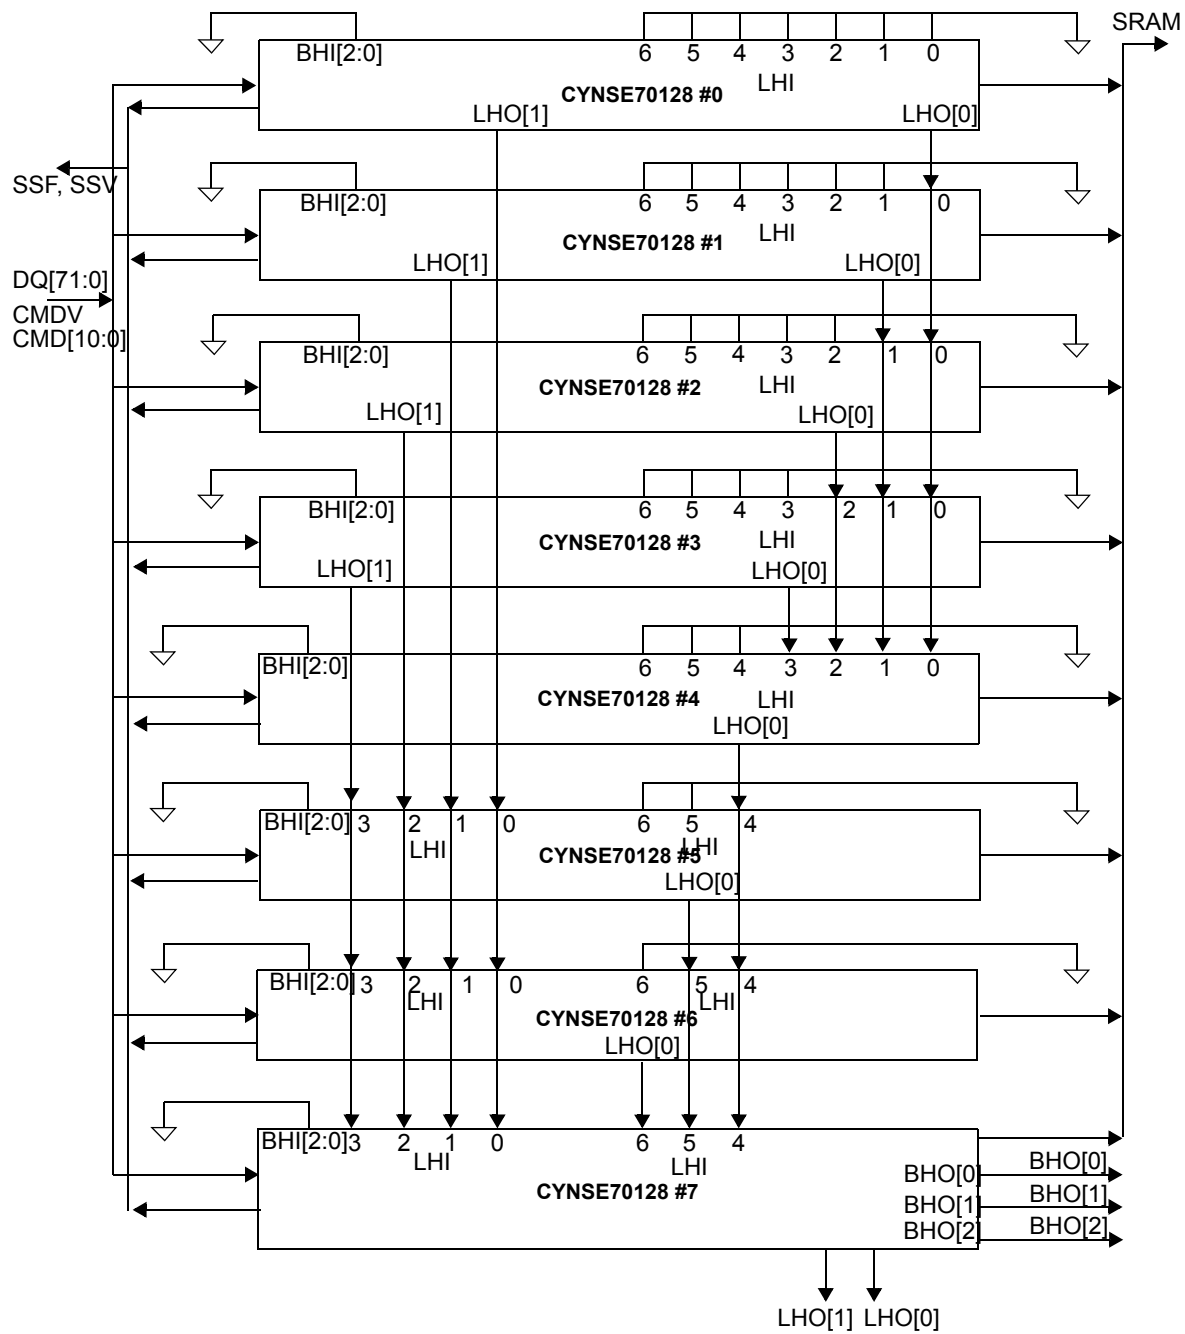 SRAM
BHI[2:0] 6 5 4 3 2 1 0
LHI
CYNSE70128 #0
LHO[1] LHO[0]
SSF, SSV
BHI[2:0] 6 5 4 3 2 1 0
LHI
CYNSE70128 #1
LHO[1] LHO[0]
DQ[71:0]
CMDV
CMD[10:0]
BHI[2:0] 6 5 4 3 2 1 0
LHI
CYNSE70128 #2
LHO[1] LHO[0]
BHI[2:0] 6 5 4 3 2 1 0
LHI
CYNSE70128 #3
LHO[1] LHO[0]
BHI[2:0] 6 5 4 3 2 1 0
LHI
CYNSE70128 #4
LHO[0]
BHI[2:0] 3 2 1 0 6 5 4
LHI LHI
CYNSE70128 #5
LHO[0]
BHI[2:0] 3 2 1 0 6 5 4
LHI LHI
CYNSE70128 #6
LHO[0]
BHI[2:0] 3 2 1 0 6 5 4
LHI LHI
CYNSE70128 #7
BHO[0] BHO[0]
BHO[1] BHO[1]
BHO[2] BHO[2]
LHO[1] LHO[0]